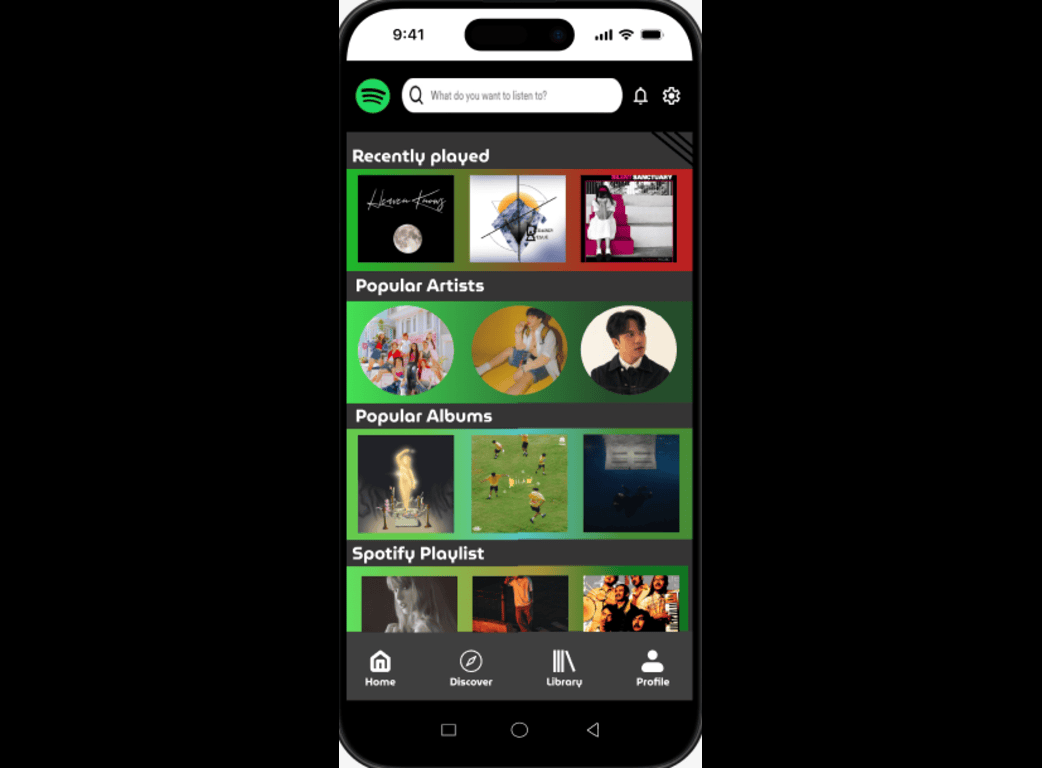 9:41
What do you want to listen to?
Recently played
Heaven Knows
SANCTUARY
Popular Artists
Popular Albums
Spotify Playlist
Home
Discover
Library
Profile